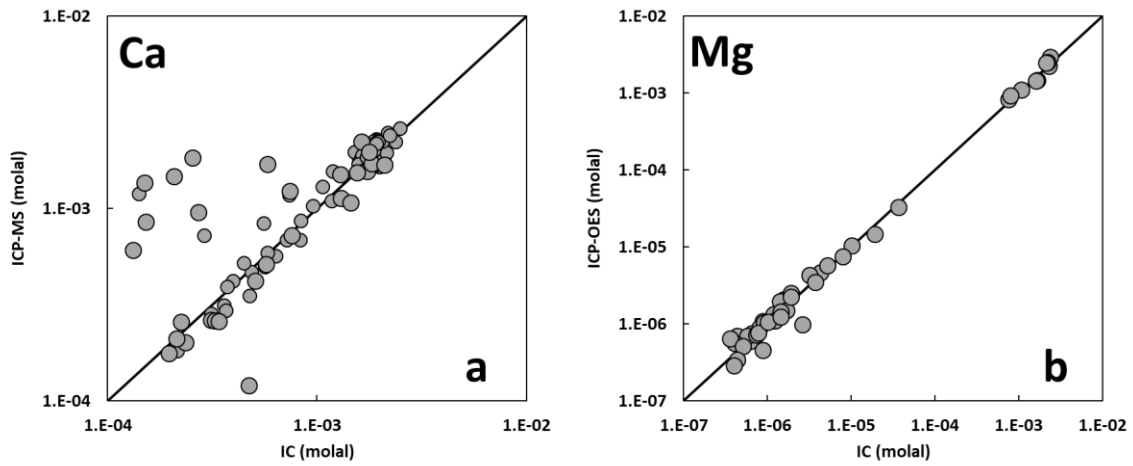 Ca
1.E-02
1.E-03
1.E-04
ICP-MS (molal)
1.E-04
1.E-03
1.E-02
IC (molal)
a
Mg
1.E-02
1.E-03
1.E-04
1.E-05
1.E-06
1.E-07
ICP-OES (molal)
1.E-07
1.E-06
1.E-05
1.E-04
1.E-03
1.E-02
IC (molal)
b